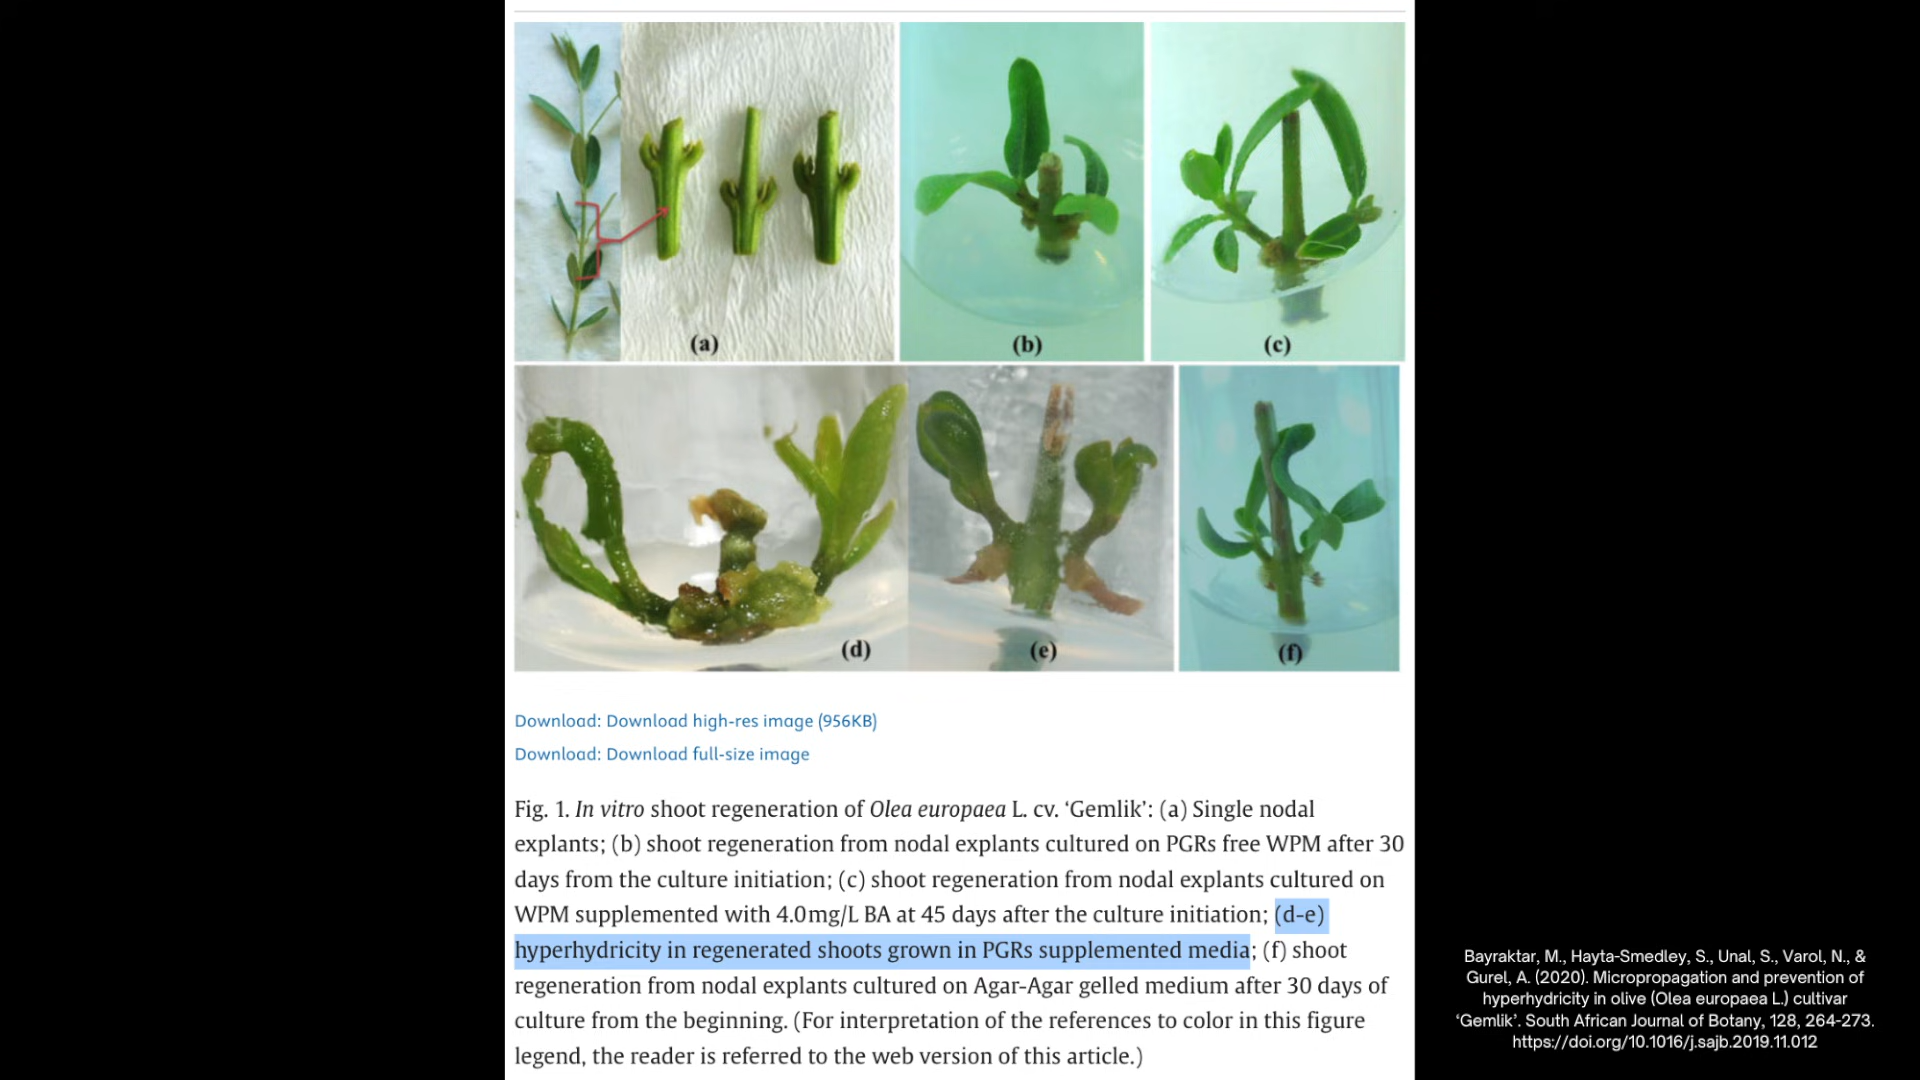 (a)
(b)
(c)
(d)
(e)
(f)
Download: Download high-res image (956KB)
Download: Download full-size image
Fig. 1. In vitro shoot regeneration of Olea europaea L. cv. ‘Gemlik’: (a) Single nodal
explants; (b) shoot regeneration from nodal explants cultured on PGRs free WPM after 30
days from the culture initiation; (c) shoot regeneration from nodal explants cultured on
WPM supplemented with 4.0mg/L BA at 45 days after the culture initiation; (d-e)
hyperhydricity in regenerated shoots grown in PGRs supplemented media; (f) shoot
regeneration from nodal explants cultured on Agar-Agar gelled medium after 30 days of
culture from the beginning. (For interpretation of the references to color in this figure
legend, the reader is referred to the web version of this article.)
Bayraktar, M., Hayta-Smedley, S., Unal, S., Varol, N., &
Gurel, A. (2020). Micropropagation and prevention of
hyperhydricity in olive (Olea europaea L.) cultivar
‘Gemlik’. South African Journal of Botany, 128, 264-273.
https://doi.org/10.1016/j.sajb.2019.11.012